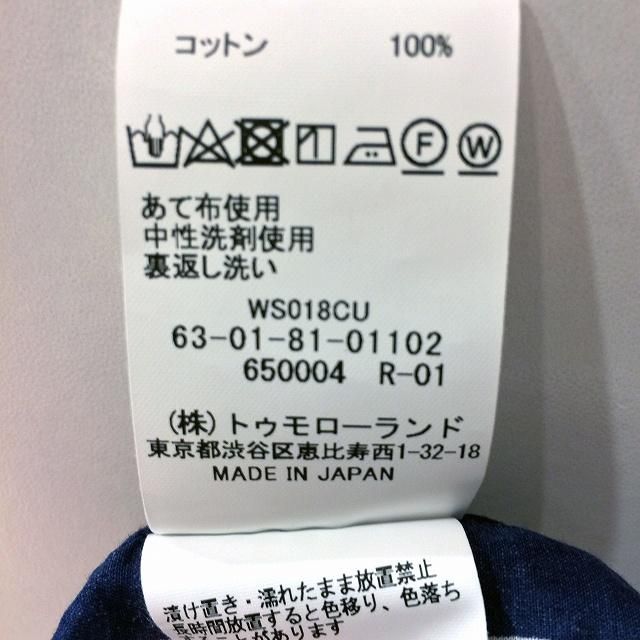 コットン 100%
F W
あて布使用
中性洗剤使用
裏返し洗い
WS018CU
63-01-81-01102
650004 R-01
(株)トゥモローランド
東京都渋谷区恵比寿西1-32-18
MADE IN JAPAN
漬け置き・濡れたまま放置禁止
長時間放置すると色移り、色落ち